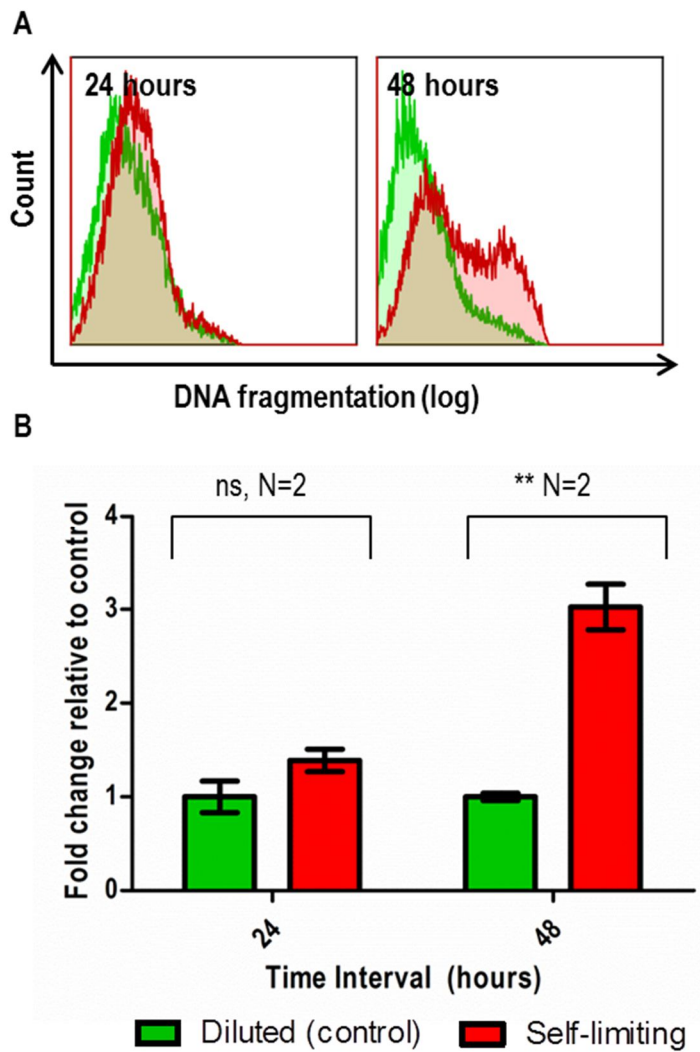 A
24 hours
48 hours
Count
DNA fragmentation (log)
B
ns, N=2
** N=2
Fold change relative to control
4
3
2
1
0
24
48
Time Interval (hours)
Diluted (control)
Self-limiting